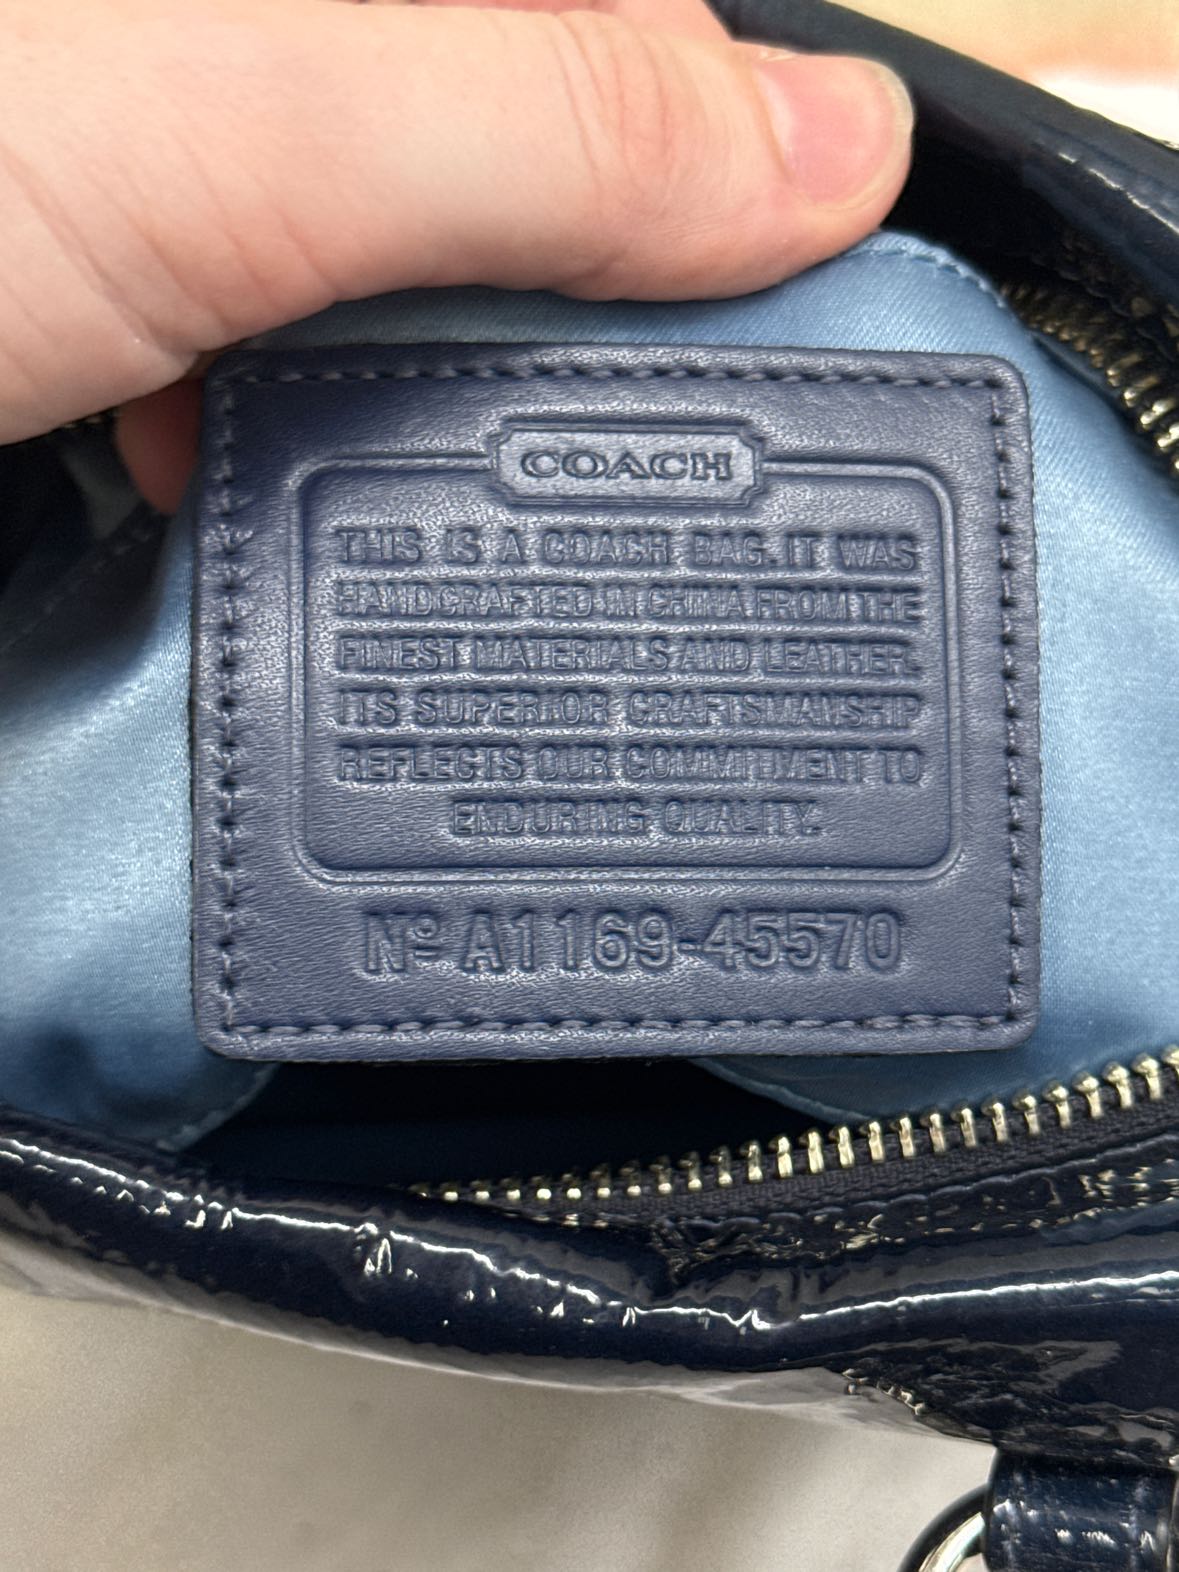 COACH
THIS IS A COACH BAG. IT WAS
HANDCRAFTED IN CHINA FROM THE
FINEST MATERIALS AND LEATHER.
ITS SUPERIOR CRAFTSMANSHIP
REFLECTS OUR COMMITMENT TO
ENDURING QUALITY.
Nº A1169-45570